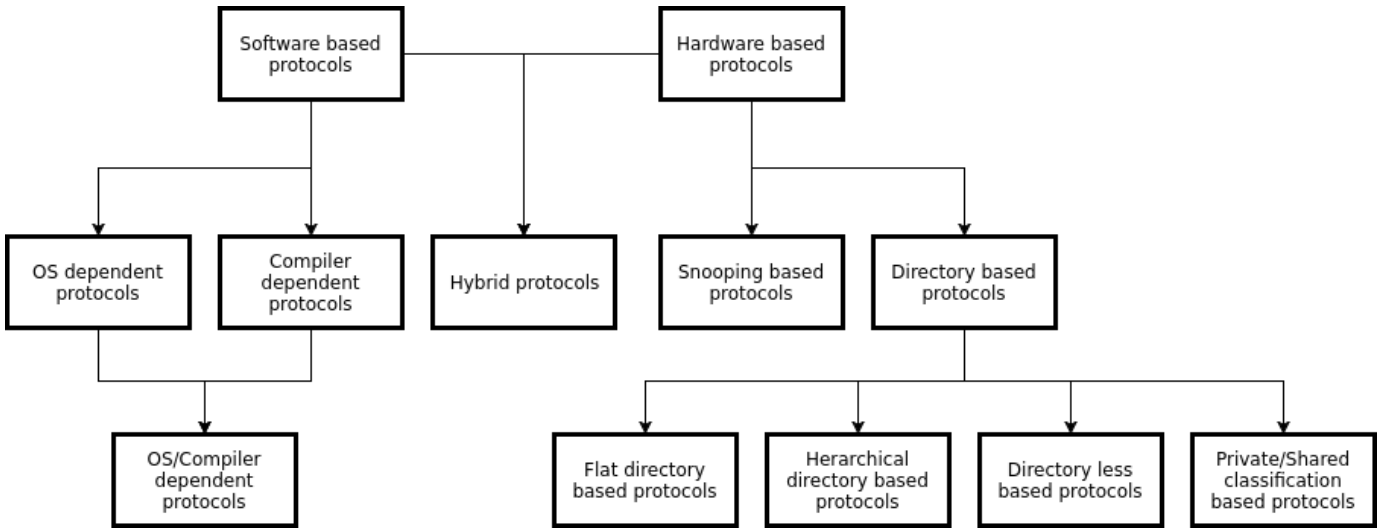 Software based
protocols
Hardware based
protocols
OS dependent
protocols
Compiler
dependent
protocols
Hybrid protocols
Snooping based
protocols
Directory based
protocols
OS/Compiler
dependent
protocols
Flat directory
based protocols
Herarchical
directory based
protocols
Directory less
based protocols
Private/Shared
classification
based protocols